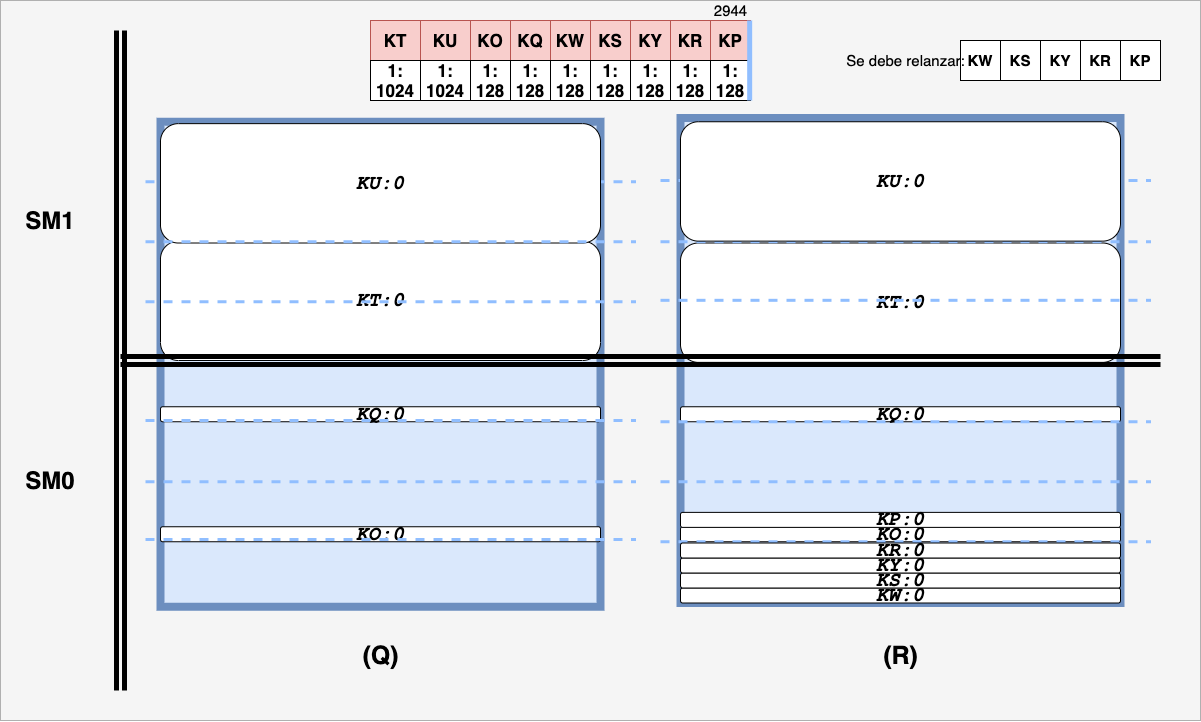 2944
KT KU KO KQ KW KS KY KR KP
1: 1: 1: 1: 1: 1: 1: 1: 1:
1024 1024 128 128 128 128 128 128 128
Se debe relanzar: KW KS KY KR KP
SM1
KU:0 KU:0
KT:0 KT:0
SM0
KQ:0 KQ:0
KP:0
KO:0 KO:0
KR:0
KY:0
KS:0
KW:0
(Q) (R)